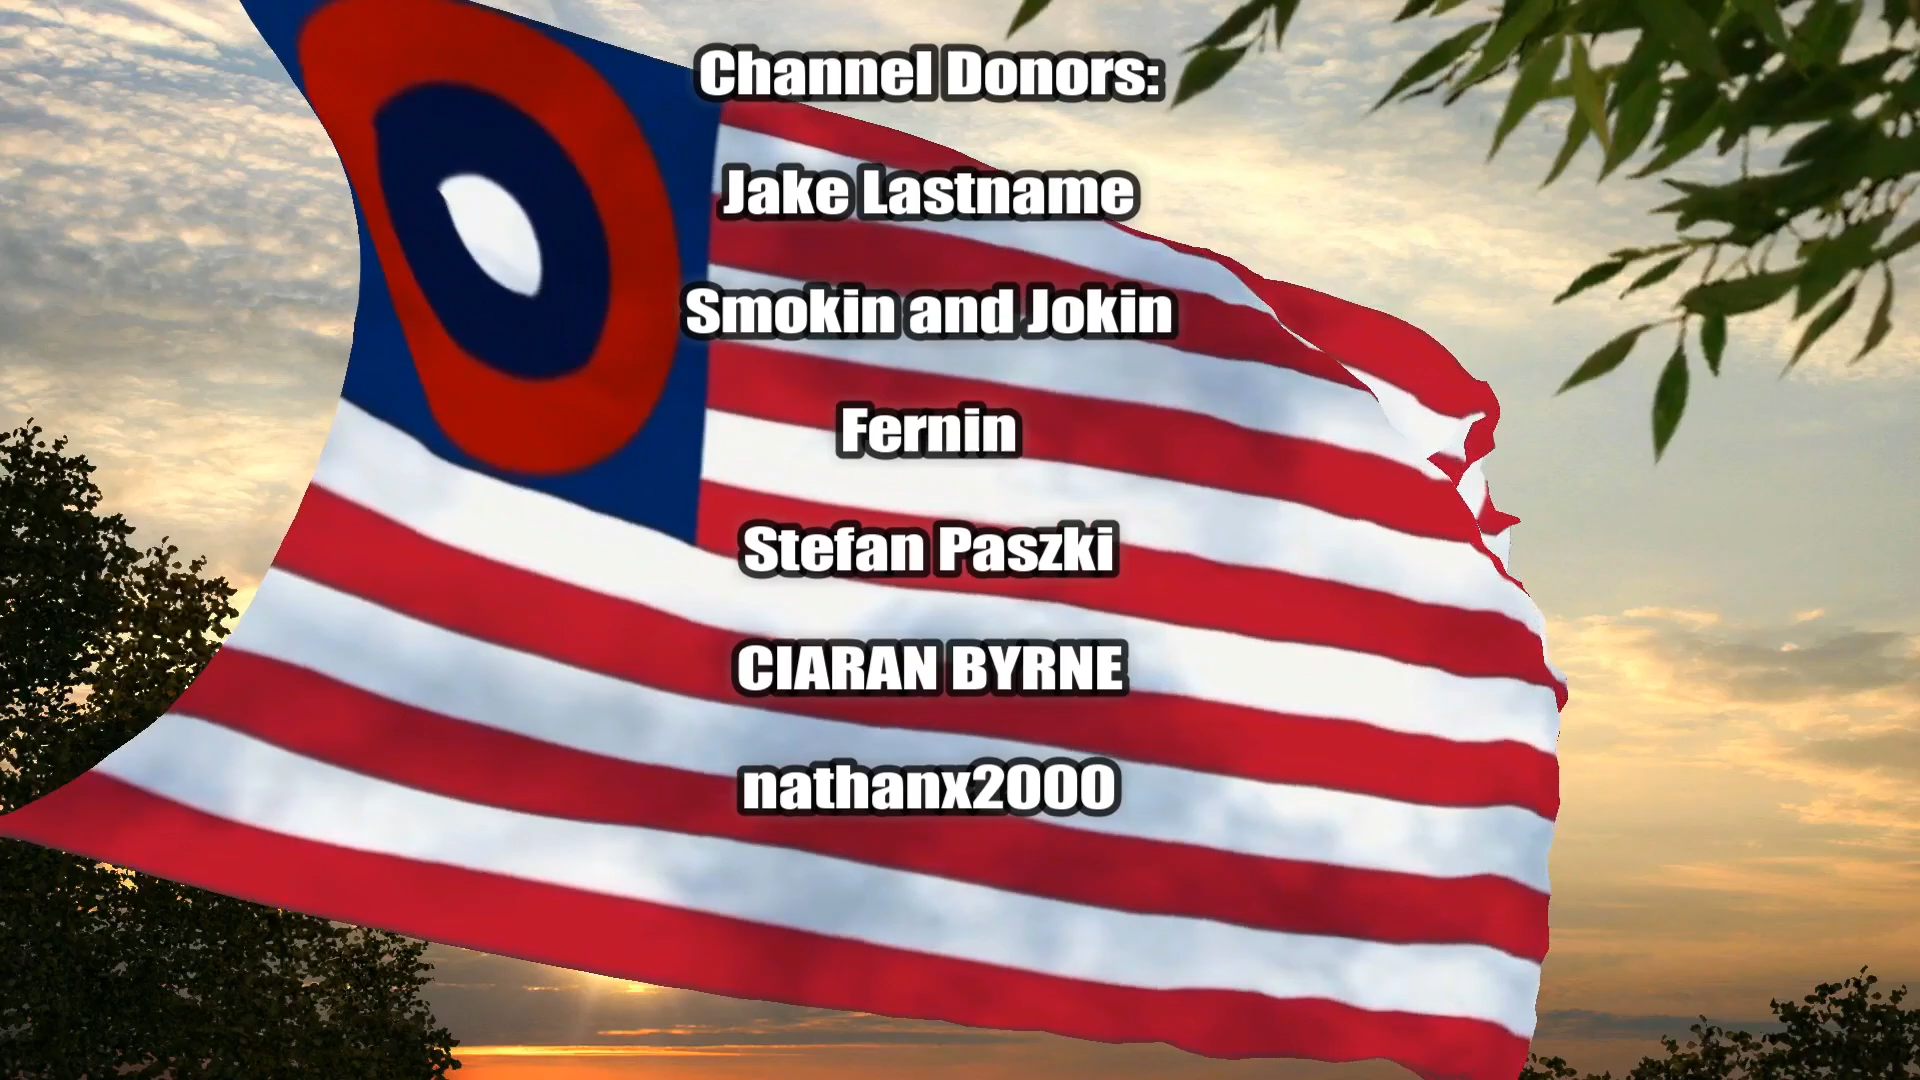 Channel Donors:
Jake Lastname
Smokin and Jokin
Fernin
Stefan Paszki
CIARAN BYRNE
nathanx2000